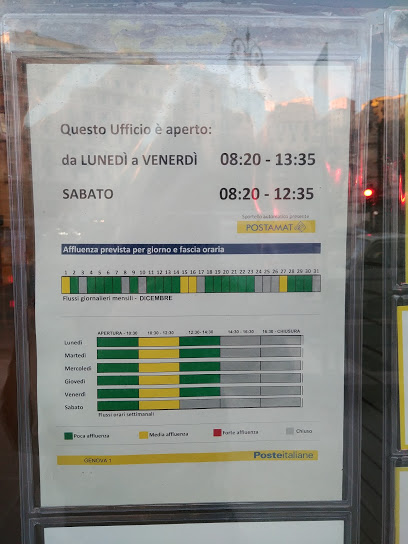 Questo Ufficio è aperto:
da LUNEDÌ a VENERDÌ 08:20 - 13:35
SABATO 08:20 - 12:35
Sportello automatico presente
POSTAMAT
Affluenza prevista per giorno e fascia oraria
1 2 3 4 5 6 7 8 9 10 11 12 13 14 15 16 17 18 19 20 21 22 23 24 25 26 27 28 29 30 31
Flussi giornalieri mensili - DICEMBRE
APERTURA - 10:30 10:30 - 12:30 12:30 - 14:30 14:30 - 16:30 16:30 - CHIUSURA
Lunedì
Martedì
Mercoledì
Giovedì
Venerdì
Sabato
Flussi orari settimanali
Poca affluenza Media affluenza Forte affluenza Chiuso
GENOVA 1 Posteitaliane